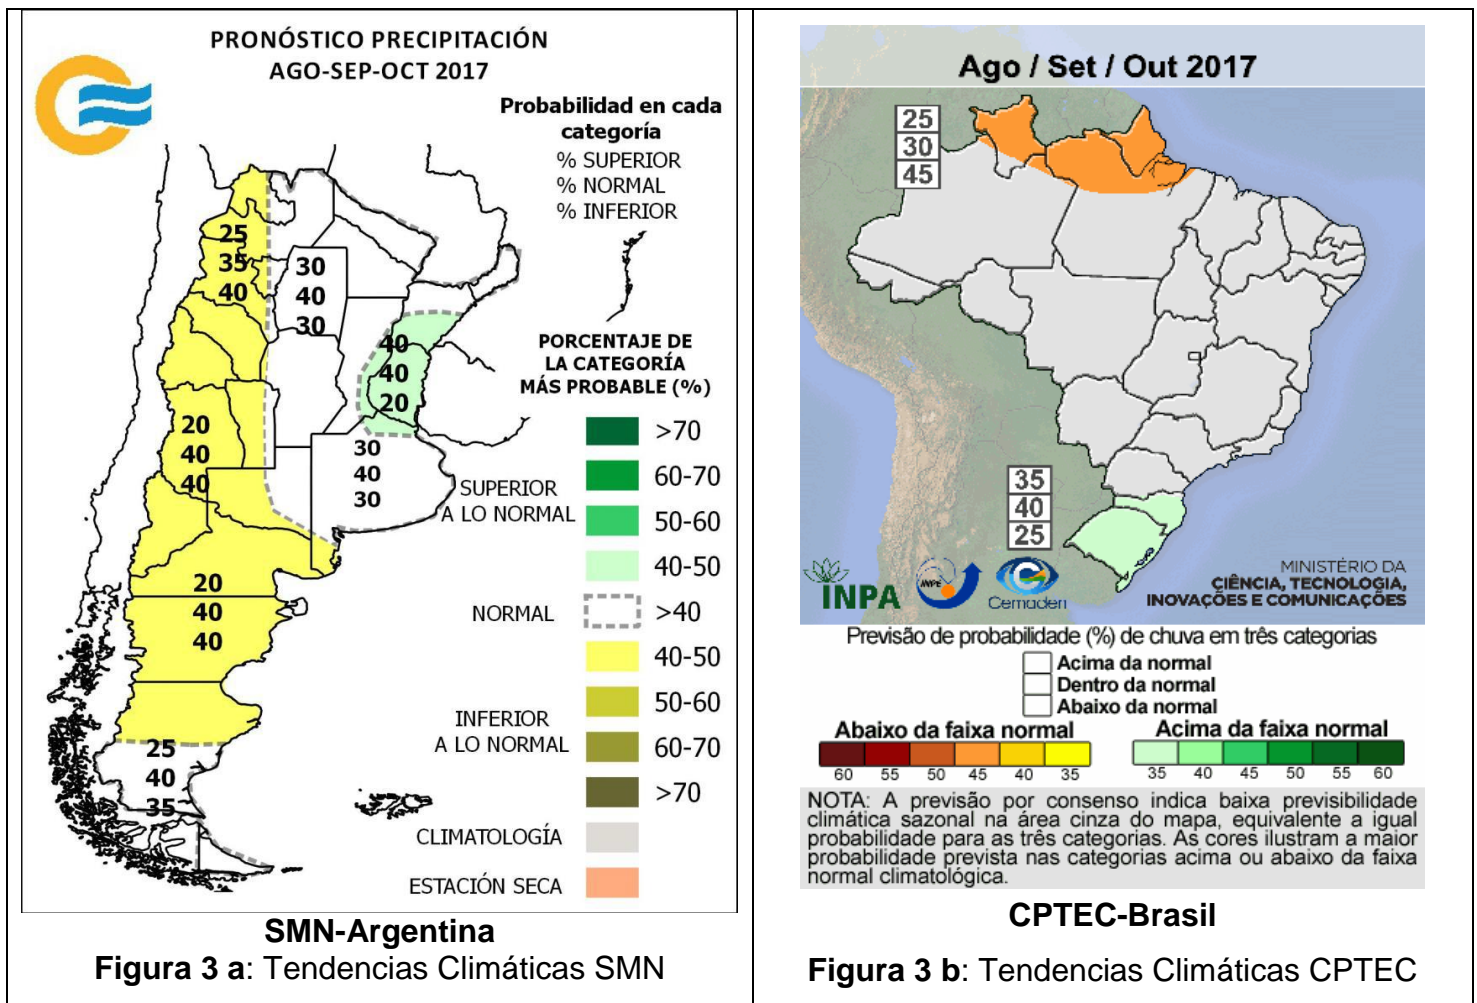 PRONÓSTICO PRECIPITACIÓN
AGO-SEP-OCT 2017
Probabilidad en cada
categoría
% SUPERIOR
% NORMAL
% INFERIOR
25
35
40
30
40
30
40
40
20
20
40
40
30
40
30
20
40
40
25
40
35
PORCENTAJE DE
LA CATEGORÍA
MÁS PROBABLE (%)
>70
60-70
SUPERIOR
A LO NORMAL
50-60
40-50
NORMAL
>40
40-50
50-60
INFERIOR
A LO NORMAL
60-70
>70
CLIMATOLOGÍA
ESTACIÓN SECA
SMN-Argentina
Figura 3 a: Tendencias Climáticas SMN
Ago / Set / Out 2017
25
30
45
35
40
25
INPA
INPE
Cemaden
MINISTÉRIO DA
CIÊNCIA, TECNOLOGIA,
INOVAÇÕES E COMUNICAÇÕES
Previsão de probabilidade (%) de chuva em três categorias
Acima da normal
Dentro da normal
Abaixo da normal
Abaixo da faixa normal
60 55 50 45 40 35
Acima da faixa normal
35 40 45 50 55 60
NOTA: A previsão por consenso indica baixa previsibilidade
climática sazonal na área cinza do mapa, equivalente a igual
probabilidade para as três categorias. As cores ilustram a maior
probabilidade prevista nas categorias acima ou abaixo da faixa
normal climatológica.
CPTEC-Brasil
Figura 3 b: Tendencias Climáticas CPTEC